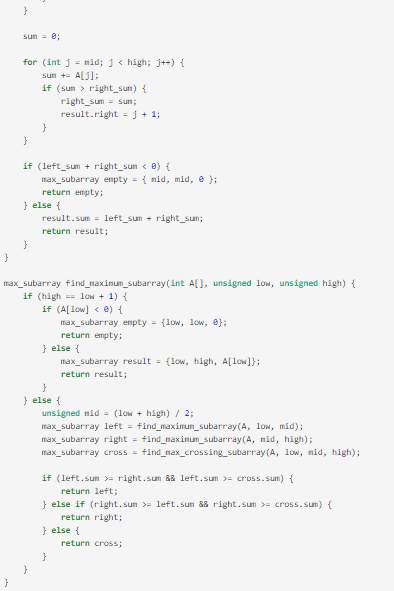 }

    sum = 0;

    for (int j = mid; j < high; j++) {
        sum += A[j];
        if (sum > right_sum) {
            right_sum = sum;
            result.right = j + 1;
        }
    }

    if (left_sum + right_sum < 0) {
        max_subarray empty = { mid, mid, 0 };
        return empty;
    } else {
        result.sum = left_sum + right_sum;
        return result;
    }
}

max_subarray find_maximum_subarray(int A[], unsigned low, unsigned high) {
    if (high == low + 1) {
        if (A[low] < 0) {
            max_subarray empty = {low, low, 0};
            return empty;
        } else {
            max_subarray result = {low, high, A[low]};
            return result;
        }
    } else {
        unsigned mid = (low + high) / 2;
        max_subarray left = find_maximum_subarray(A, low, mid);
        max_subarray right = find_maximum_subarray(A, mid, high);
        max_subarray cross = find_max_crossing_subarray(A, low, mid, high);

        if (left.sum >= right.sum && left.sum >= cross.sum) {
            return left;
        } else if (right.sum >= left.sum && right.sum >= cross.sum) {
            return right;
        } else {
            return cross;
        }
    }
}